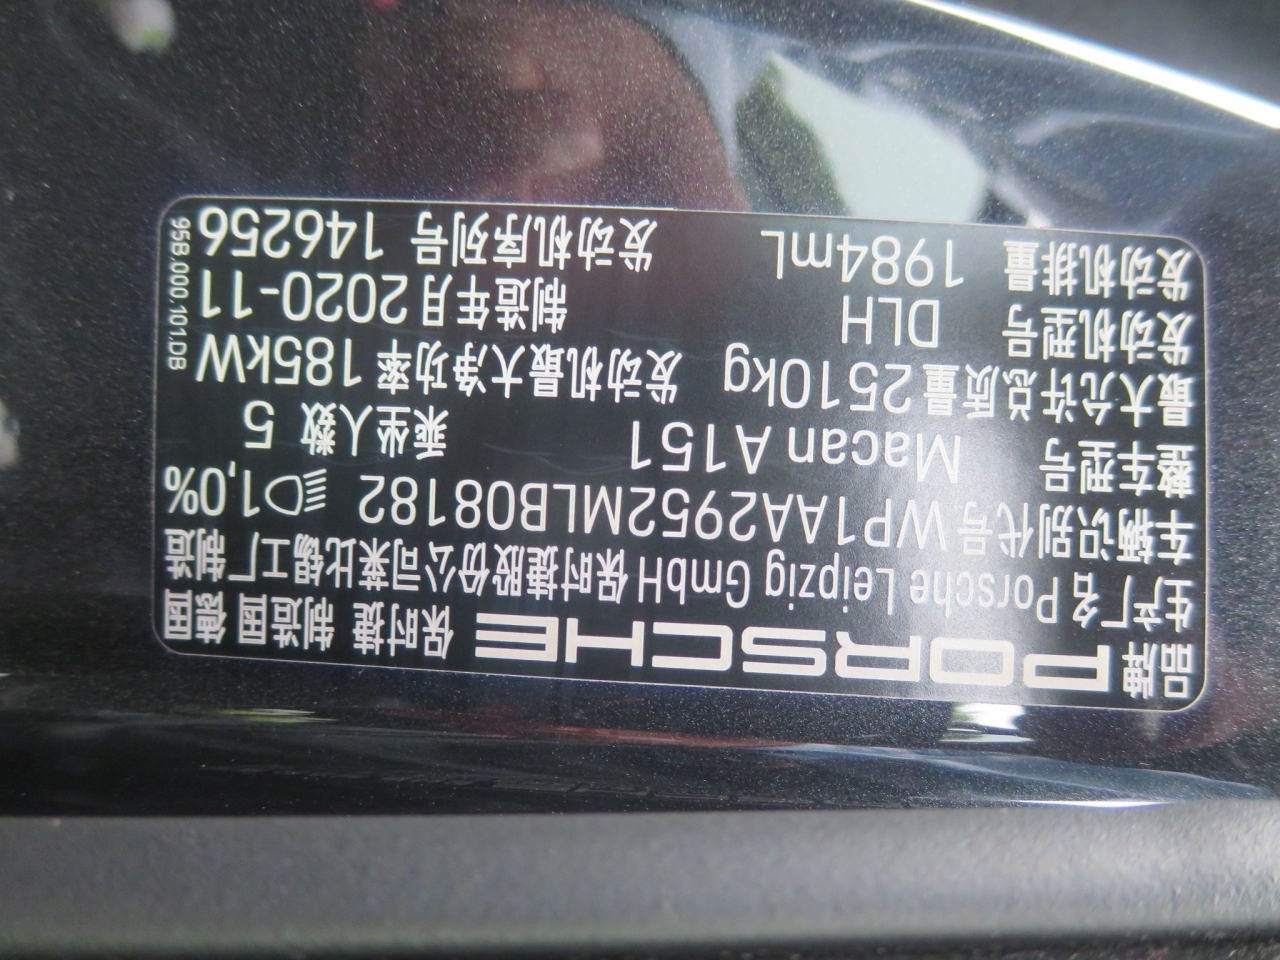 品牌 PORSCHE 保时捷 制造国 德国
生产厂名 Porsche Leipzig GmbH 保时捷股份公司莱比锡工厂制造
车辆识别代号 WP1AA2952MLB08182 1,0%
整车型号 Macan A151 乘坐人数 5
最大允许总质量 2510kg 发动机最大净功率 185kW
发动机型号 DLH 制造年月 2020-11
发动机排量 1984mL 发动机序列号 146256
95B.000.101.DB